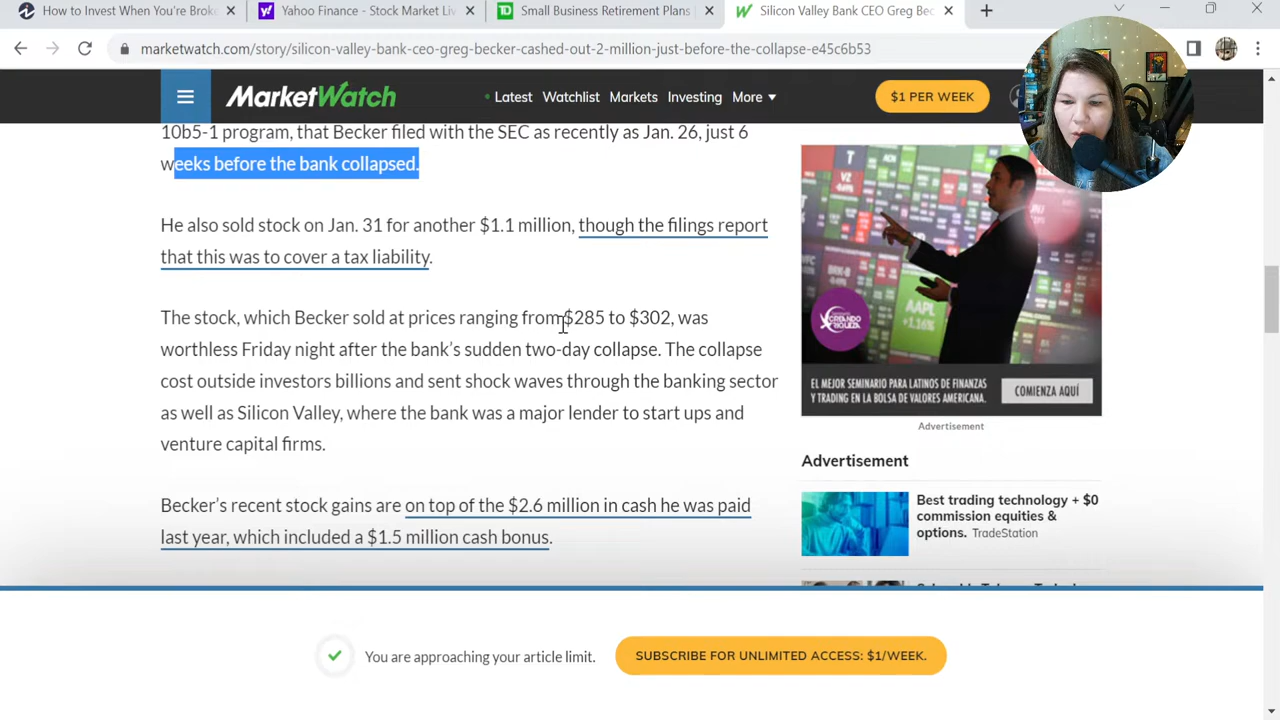 How to Invest When You're Broke
Yahoo Finance - Stock Market Liv
Small Business Retirement Plans
Silicon Valley Bank CEO Greg Bec
marketwatch.com/story/silicon-valley-bank-ceo-greg-becker-cashed-out-2-million-just-before-the-collapse-e45c6b53
MarketWatch
Latest Watchlist Markets Investing More
$1 PER WEEK
10b5-1 program, that Becker filed with the SEC as recently as Jan. 26, just 6
weeks before the bank collapsed.
He also sold stock on Jan. 31 for another $1.1 million, though the filings report
that this was to cover a tax liability.
The stock, which Becker sold at prices ranging from $285 to $302, was
worthless Friday night after the bank's sudden two-day collapse. The collapse
cost outside investors billions and sent shock waves through the banking sector
as well as Silicon Valley, where the bank was a major lender to start ups and
venture capital firms.
Becker's recent stock gains are on top of the $2.6 million in cash he was paid
last year, which included a $1.5 million cash bonus.
AAPL
+1.16%
CREANDO
RIQUEZA
EL MEJOR SEMINARIO PARA LATINOS DE FINANZAS
Y TRADING EN LA BOLSA DE VALORES AMERICANA.
COMIENZA AQUÍ
Advertisement
Advertisement
Best trading technology + $0
commission equities &
options. TradeStation
You are approaching your article limit.
SUBSCRIBE FOR UNLIMITED ACCESS: $1/WEEK.